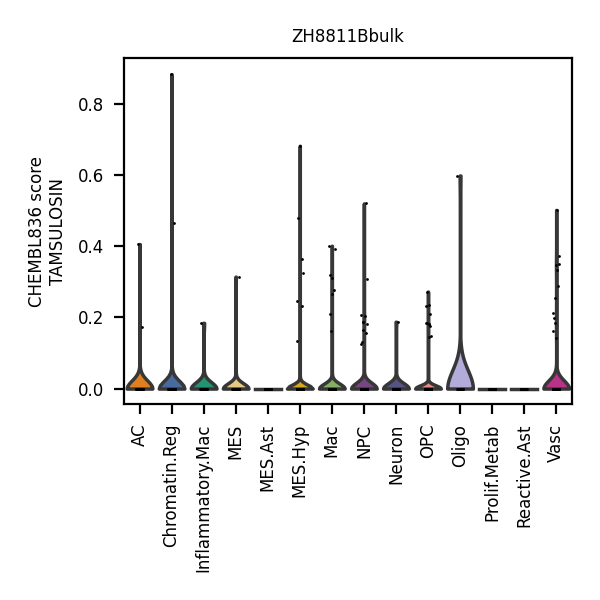 ZH8811Bbulk
CHEMBL836 score
TAMSULOSIN
0.8
0.6
0.4
0.2
0.0
AC
Chromatin.Reg
Inflammatory.Mac
MES
MES.Ast
MES.Hyp
Mac
NPC
Neuron
OPC
Oligo
Prolif.Metab
Reactive.Ast
Vasc